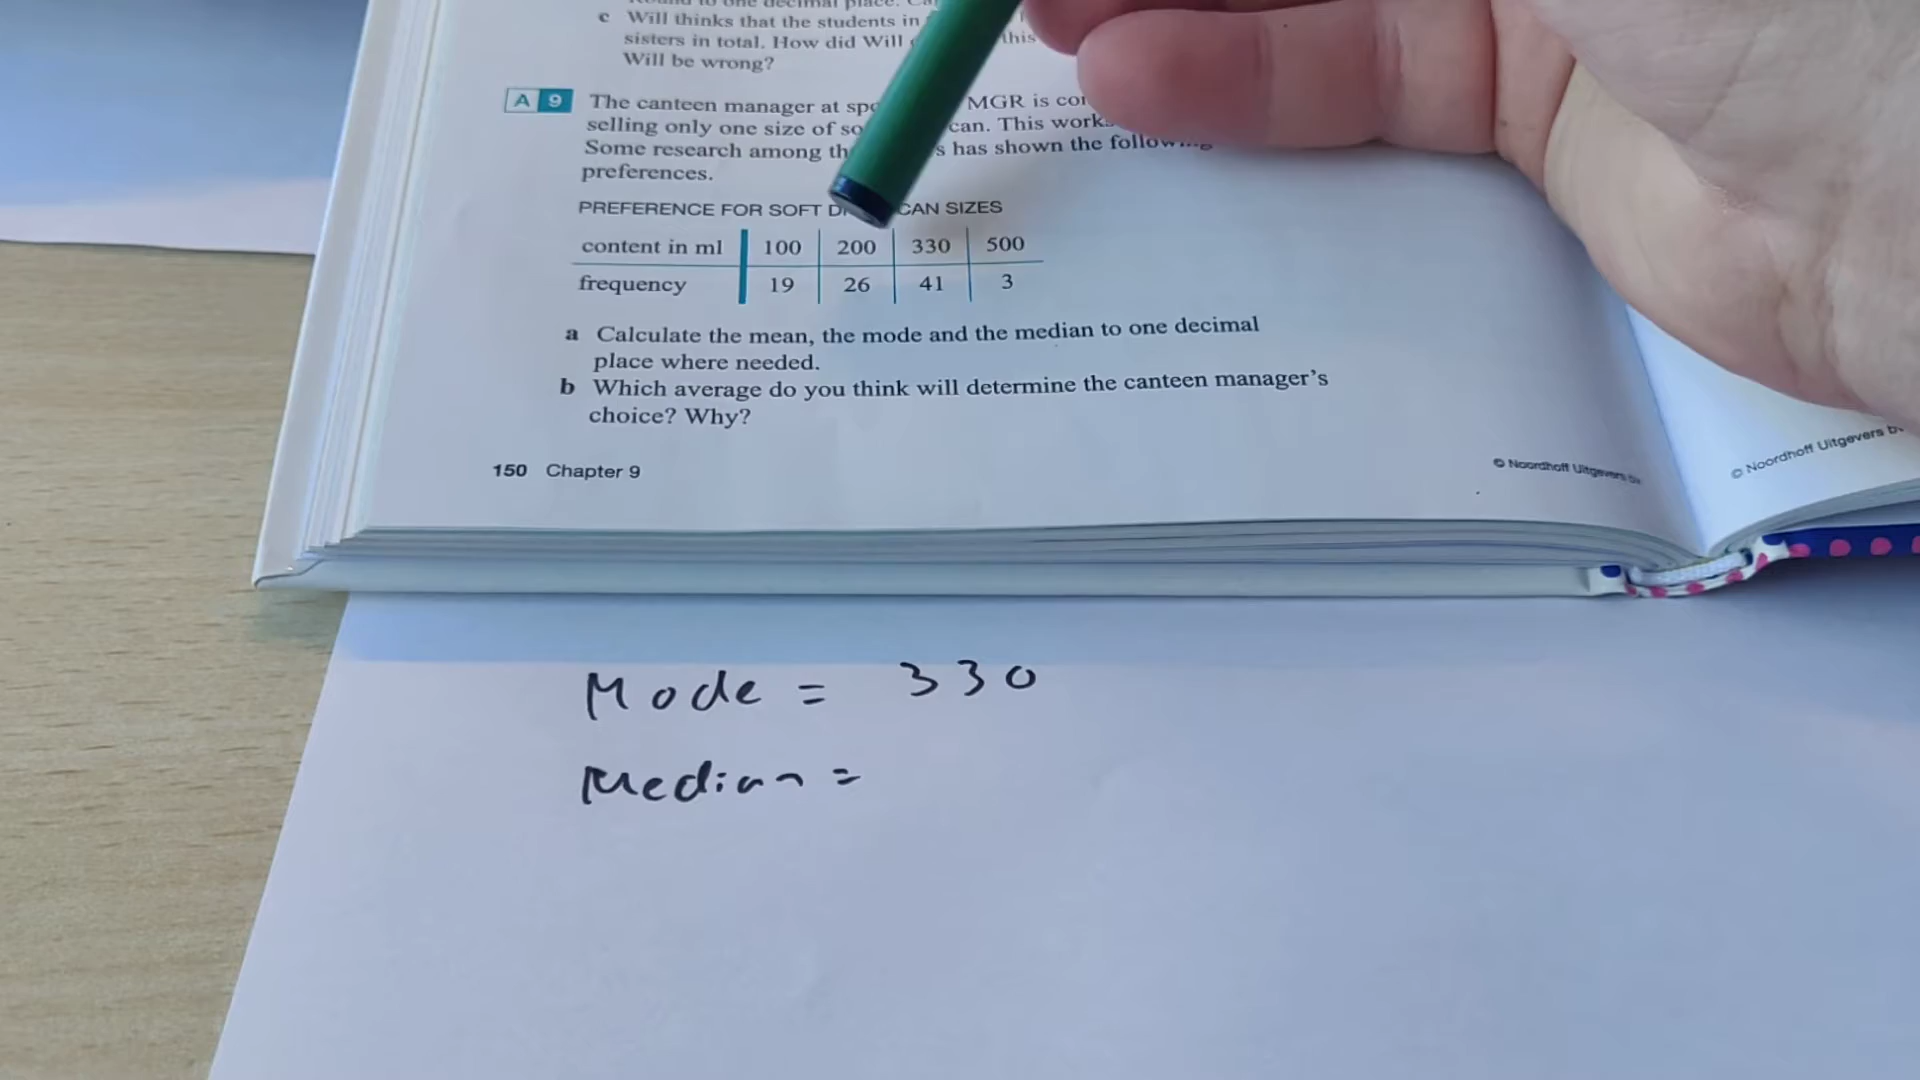 c Will thinks that the students in
sisters in total. How did Will this
Will be wrong?
A 9 The canteen manager at MGR is
selling only one size of can. This
Some research among has shown the
preferences.
PREFERENCE FOR SOFT CAN SIZES
content in ml 100 200 330 500
frequency 19 26 41 3
a Calculate the mean, the mode and the median to one decimal
place where needed.
b Which average do you think will determine the canteen manager's
choice? Why?
150 Chapter 9
© Noordhoff Uitgevers bv
© Noordhoff Uitgevers
Mode = 330
Median =